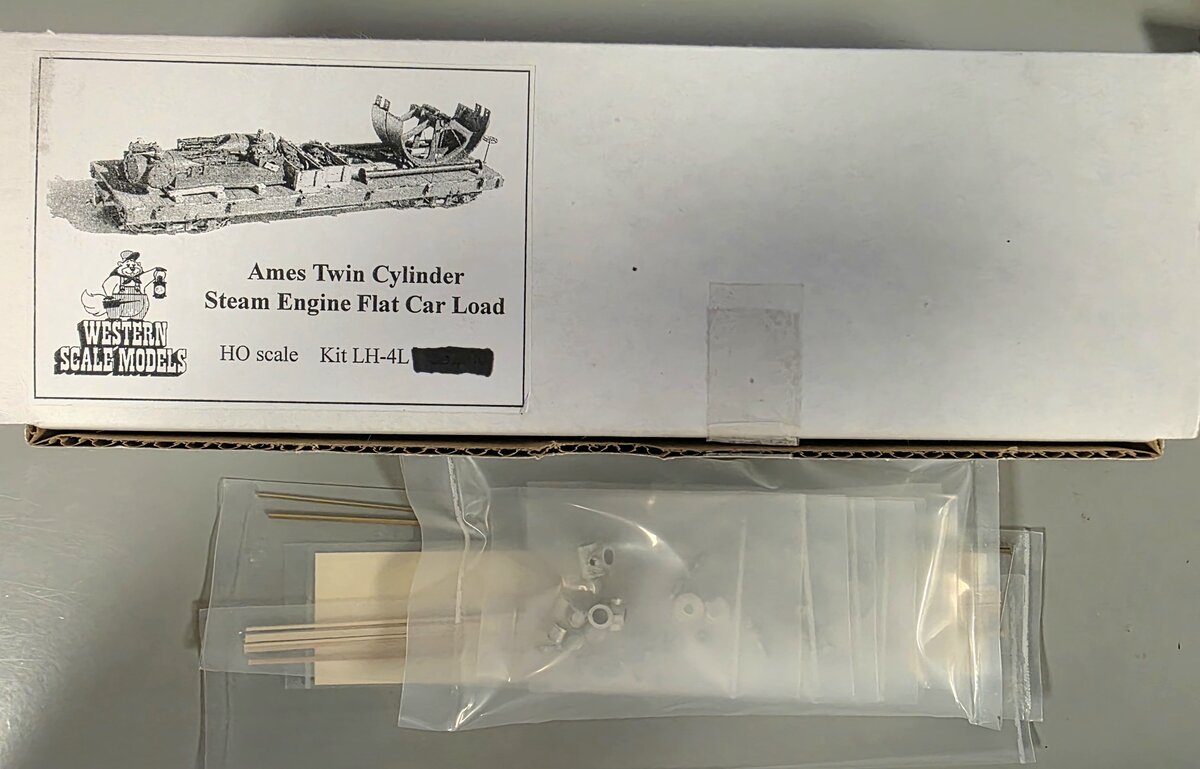 Ames Twin Cylinder
Steam Engine Flat Car Load
WESTERN
SCALE MODELS
HO scale Kit LH-4L